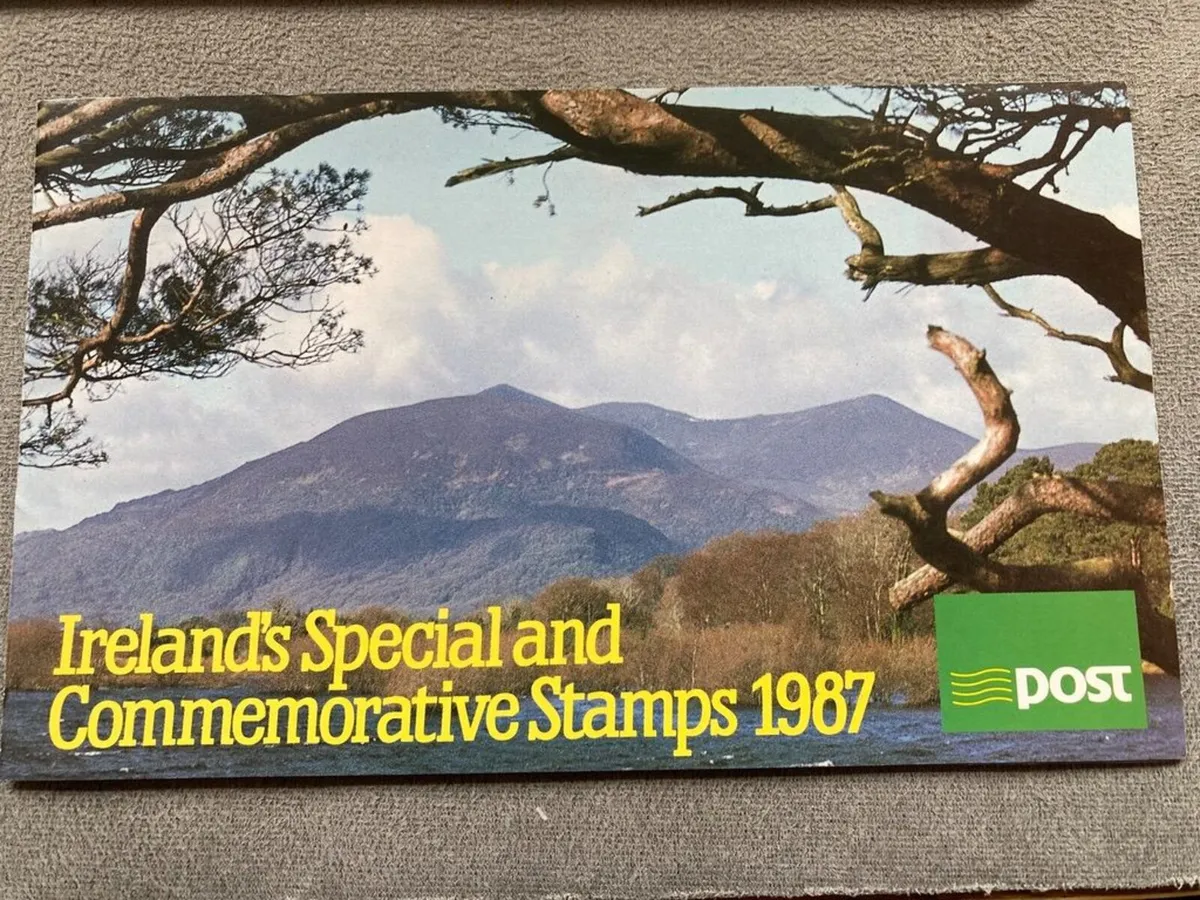 Ireland's Special and
Commemorative Stamps 1987
post